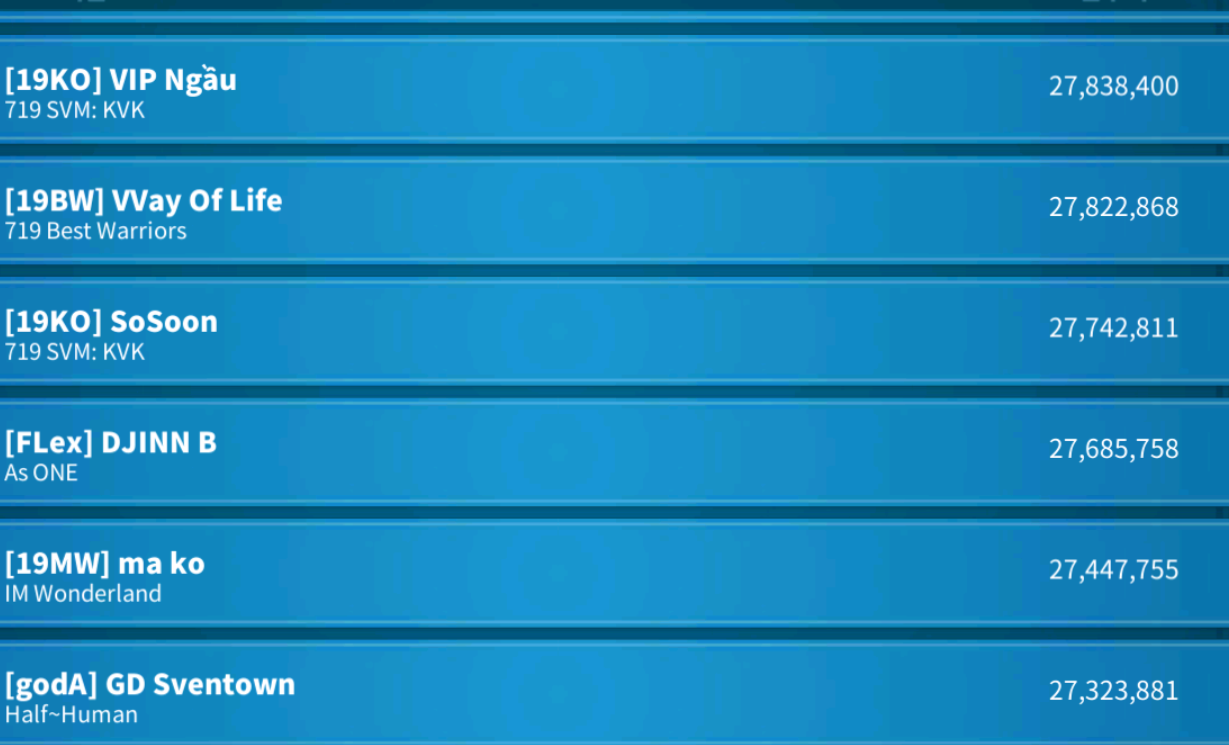 [19KO] VIP Ngầu 27,838,400
719 SVM: KVK
[19BW] VVay Of Life 27,822,868
719 Best Warriors
[19KO] SoSoon 27,742,811
719 SVM: KVK
[FLex] DJINN B 27,685,758
As ONE
[19MW] ma ko 27,447,755
IM Wonderland
[godA] GD Sventown 27,323,881
Half~Human